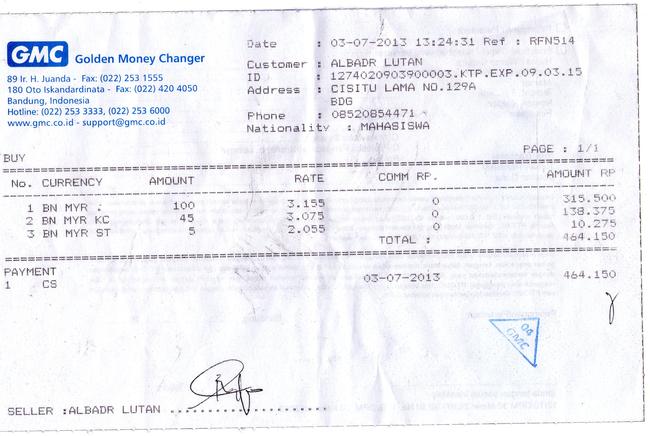 GMC Golden Money Changer
89 Ir. H. Juanda - Fax: (022) 253 1555
180 Oto Iskandardinata - Fax: (022) 420 4050
Bandung, Indonesia
Hotline: (022) 253 3333, (022) 253 6000
www.gmc.co.id - support@gmc.co.id
Date : 03-07-2013 13:24:31 Ref : RFN514
Customer : ALBADR LUTAN
ID : 1274020903900003.KTP.EXP.09.03.15
Address : CISITU LAMA NO.129A
BDG
Phone : 08520854471
Nationality : MAHASISWA
BUY PAGE : 1/1
No. CURRENCY AMOUNT RATE COMM RP. AMOUNT RP
1 BN MYR : 100 3.155 0 315.500
2 BN MYR KC 45 3.075 0 138.375
3 BN MYR ST 5 2.055 0 10.275
TOTAL : 464.150
PAYMENT
1 CS 03-07-2013 464.150
04
GMC
SELLER :ALBADR LUTAN ......................